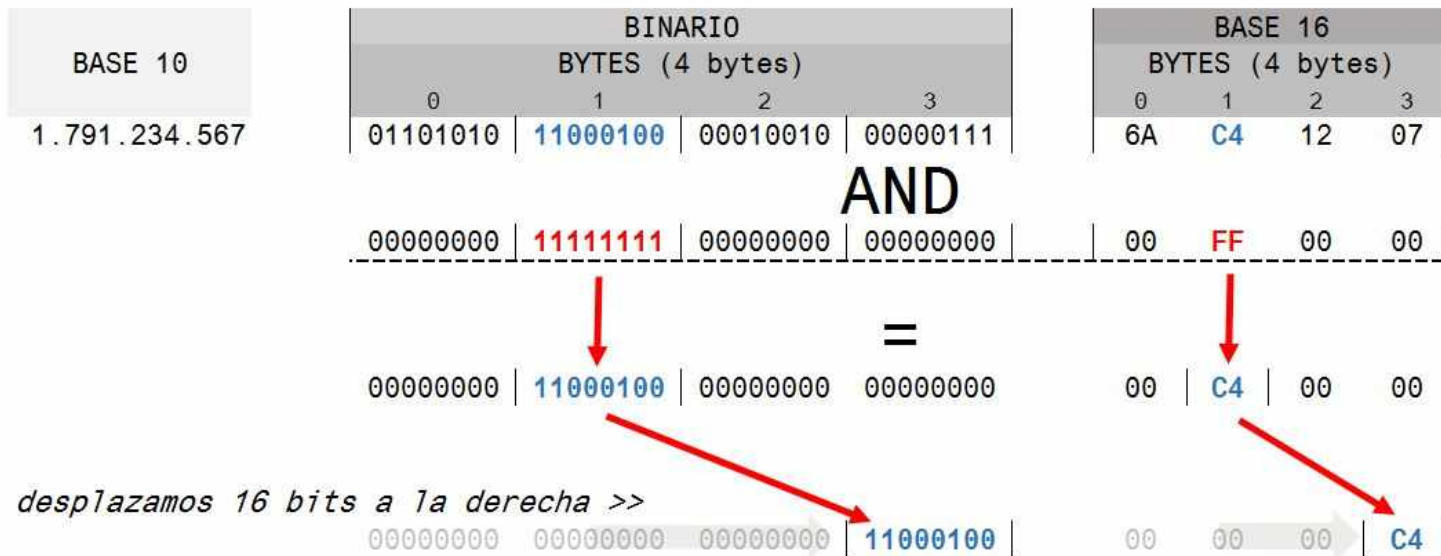 BINARIO BASE 16
BASE 10 BYTES (4 bytes) BYTES (4 bytes)
0 1 2 3 0 1 2 3
1.791.234.567 01101010 11000100 00010010 00000111 6A C4 12 07
AND
00000000 11111111 00000000 00000000 00 FF 00 00
=
00000000 11000100 00000000 00000000 00 C4 00 00
desplazamos 16 bits a la derecha >>
00000000 00000000 00000000 11000100 00 00 00 C4